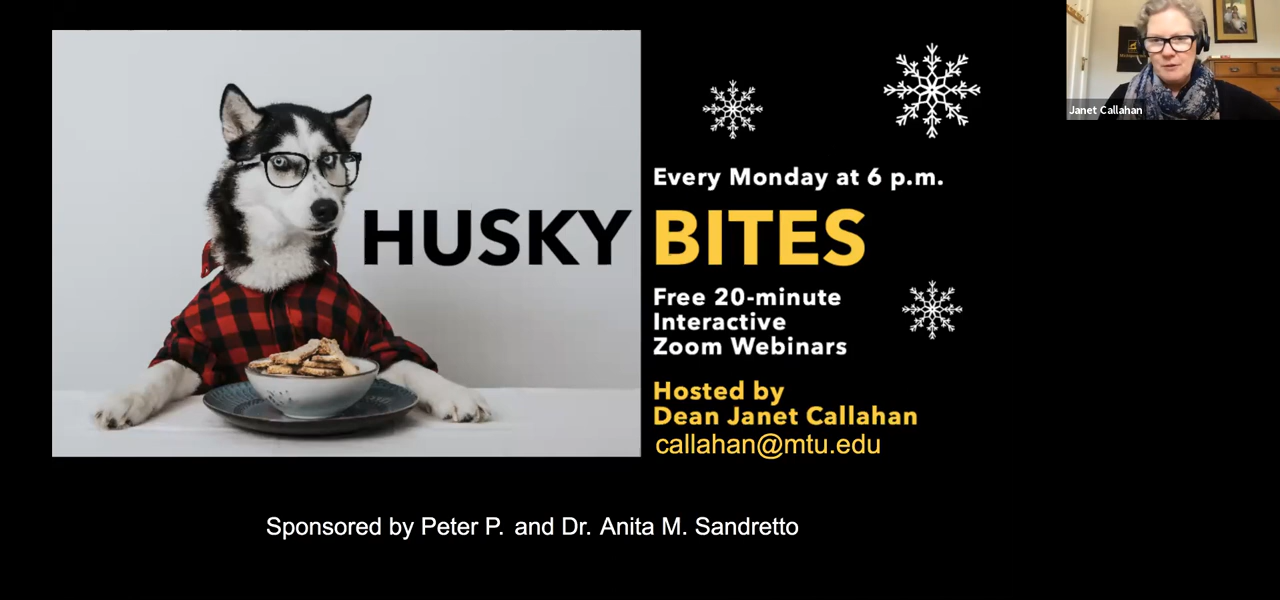 Janet Callahan
Every Monday at 6 p.m.
HUSKY BITES
Free 20-minute
Interactive
Zoom Webinars
Hosted by
Dean Janet Callahan
callahan@mtu.edu
Sponsored by Peter P. and Dr. Anita M. Sandretto